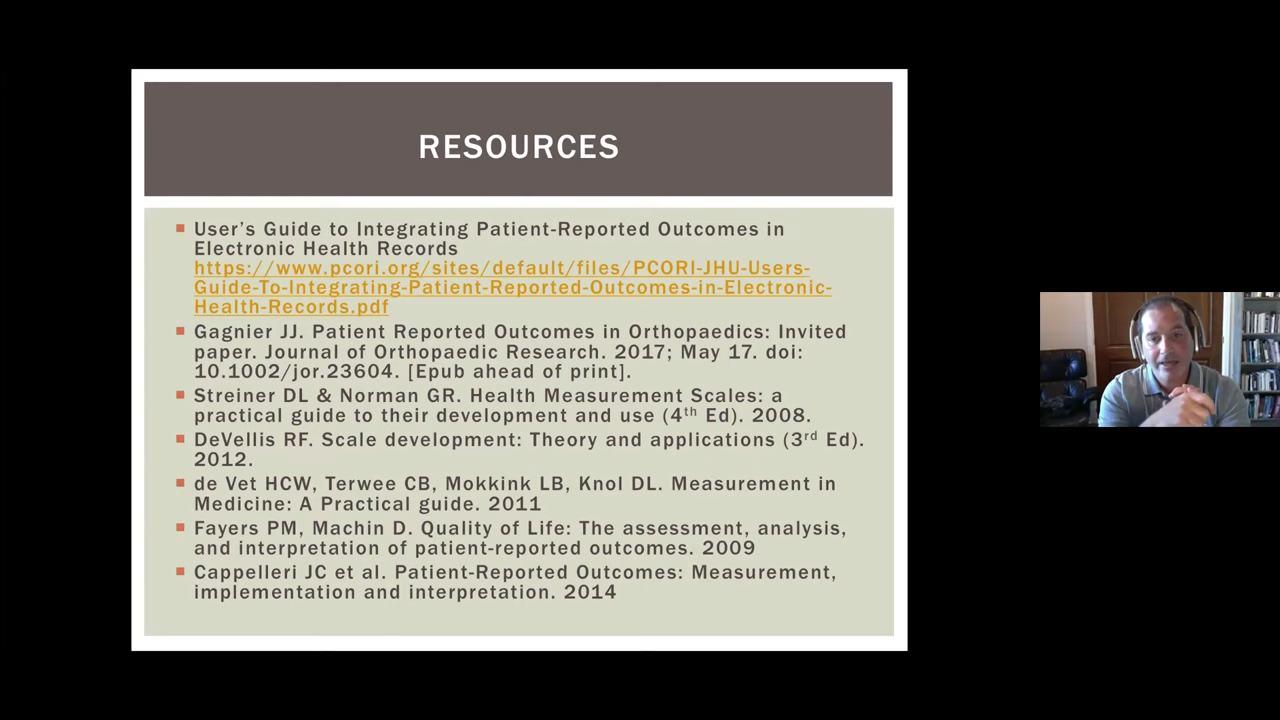 RESOURCES
User’s Guide to Integrating Patient-Reported Outcomes in
Electronic Health Records
https://www.pcori.org/sites/default/files/PCORI-JHU-Users-
Guide-To-Integrating-Patient-Reported-Outcomes-in-Electronic-
Health-Records.pdf
Gagnier JJ. Patient Reported Outcomes in Orthopaedics: Invited
paper. Journal of Orthopaedic Research. 2017; May 17. doi:
10.1002/jor.23604. [Epub ahead of print].
Streiner DL & Norman GR. Health Measurement Scales: a
practical guide to their development and use (4th Ed). 2008.
DeVellis RF. Scale development: Theory and applications (3rd Ed).
2012.
de Vet HCW, Terwee CB, Mokkink LB, Knol DL. Measurement in
Medicine: A Practical guide. 2011
Fayers PM, Machin D. Quality of Life: The assessment, analysis,
and interpretation of patient-reported outcomes. 2009
Cappelleri JC et al. Patient-Reported Outcomes: Measurement,
implementation and interpretation. 2014